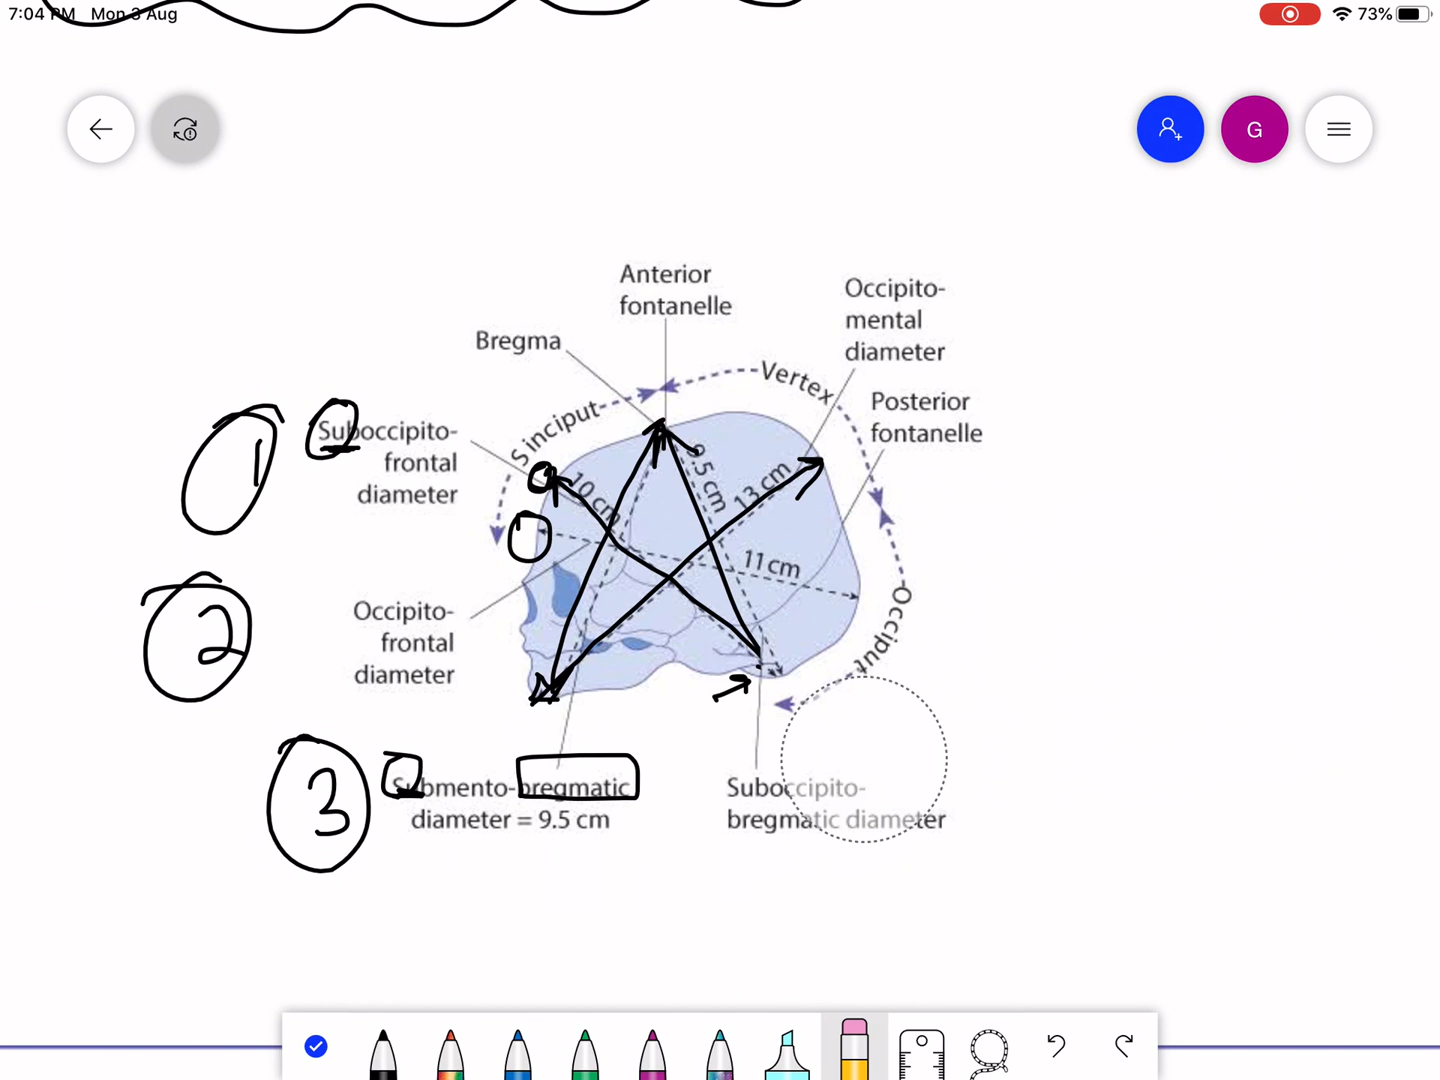 7:04 PM Mon 3 Aug
73%
G
Anterior
fontanelle
Occipito-
mental
diameter
Bregma
Vertex
Posterior
fontanelle
Sinciput
Suboccipito-
frontal
diameter
1
2
10 cm
9.5 cm
13 cm
11 cm
Occipito-
frontal
diameter
Occiput
2
3
Submento-bregmatic
diameter = 9.5 cm
Suboccipito-
bregmatic diameter